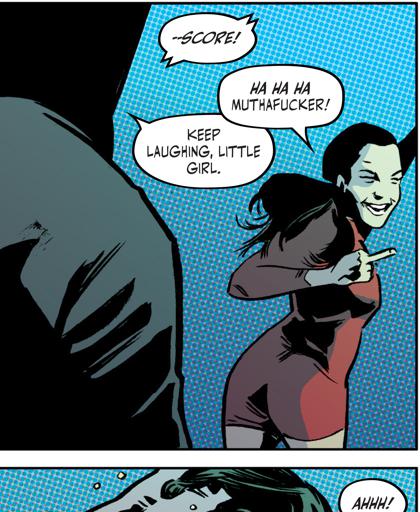 --SCORE!
HA HA HA
MUTHAFUCKER!
KEEP
LAUGHING, LITTLE
GIRL.
AHHH!